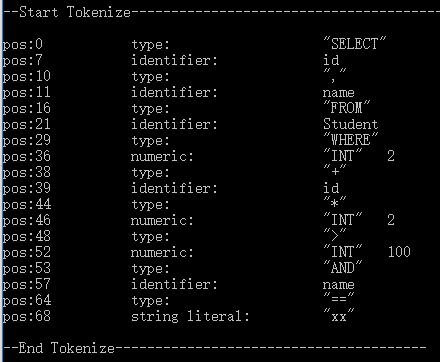 --Start Tokenize--------------------------------------
pos:0 type: "SELECT"
pos:7 identifier: id
pos:10 type: ","
pos:11 identifier: name
pos:16 type: "FROM"
pos:21 identifier: Student
pos:29 type: "WHERE"
pos:36 numeric: "INT" 2
pos:38 type: "+"
pos:39 identifier: id
pos:44 type: "*"
pos:46 numeric: "INT" 2
pos:48 type: ">"
pos:52 numeric: "INT" 100
pos:53 type: "AND"
pos:57 identifier: name
pos:64 type: "=="
pos:68 string literal: "xx"
--End Tokenize--------------------------------------